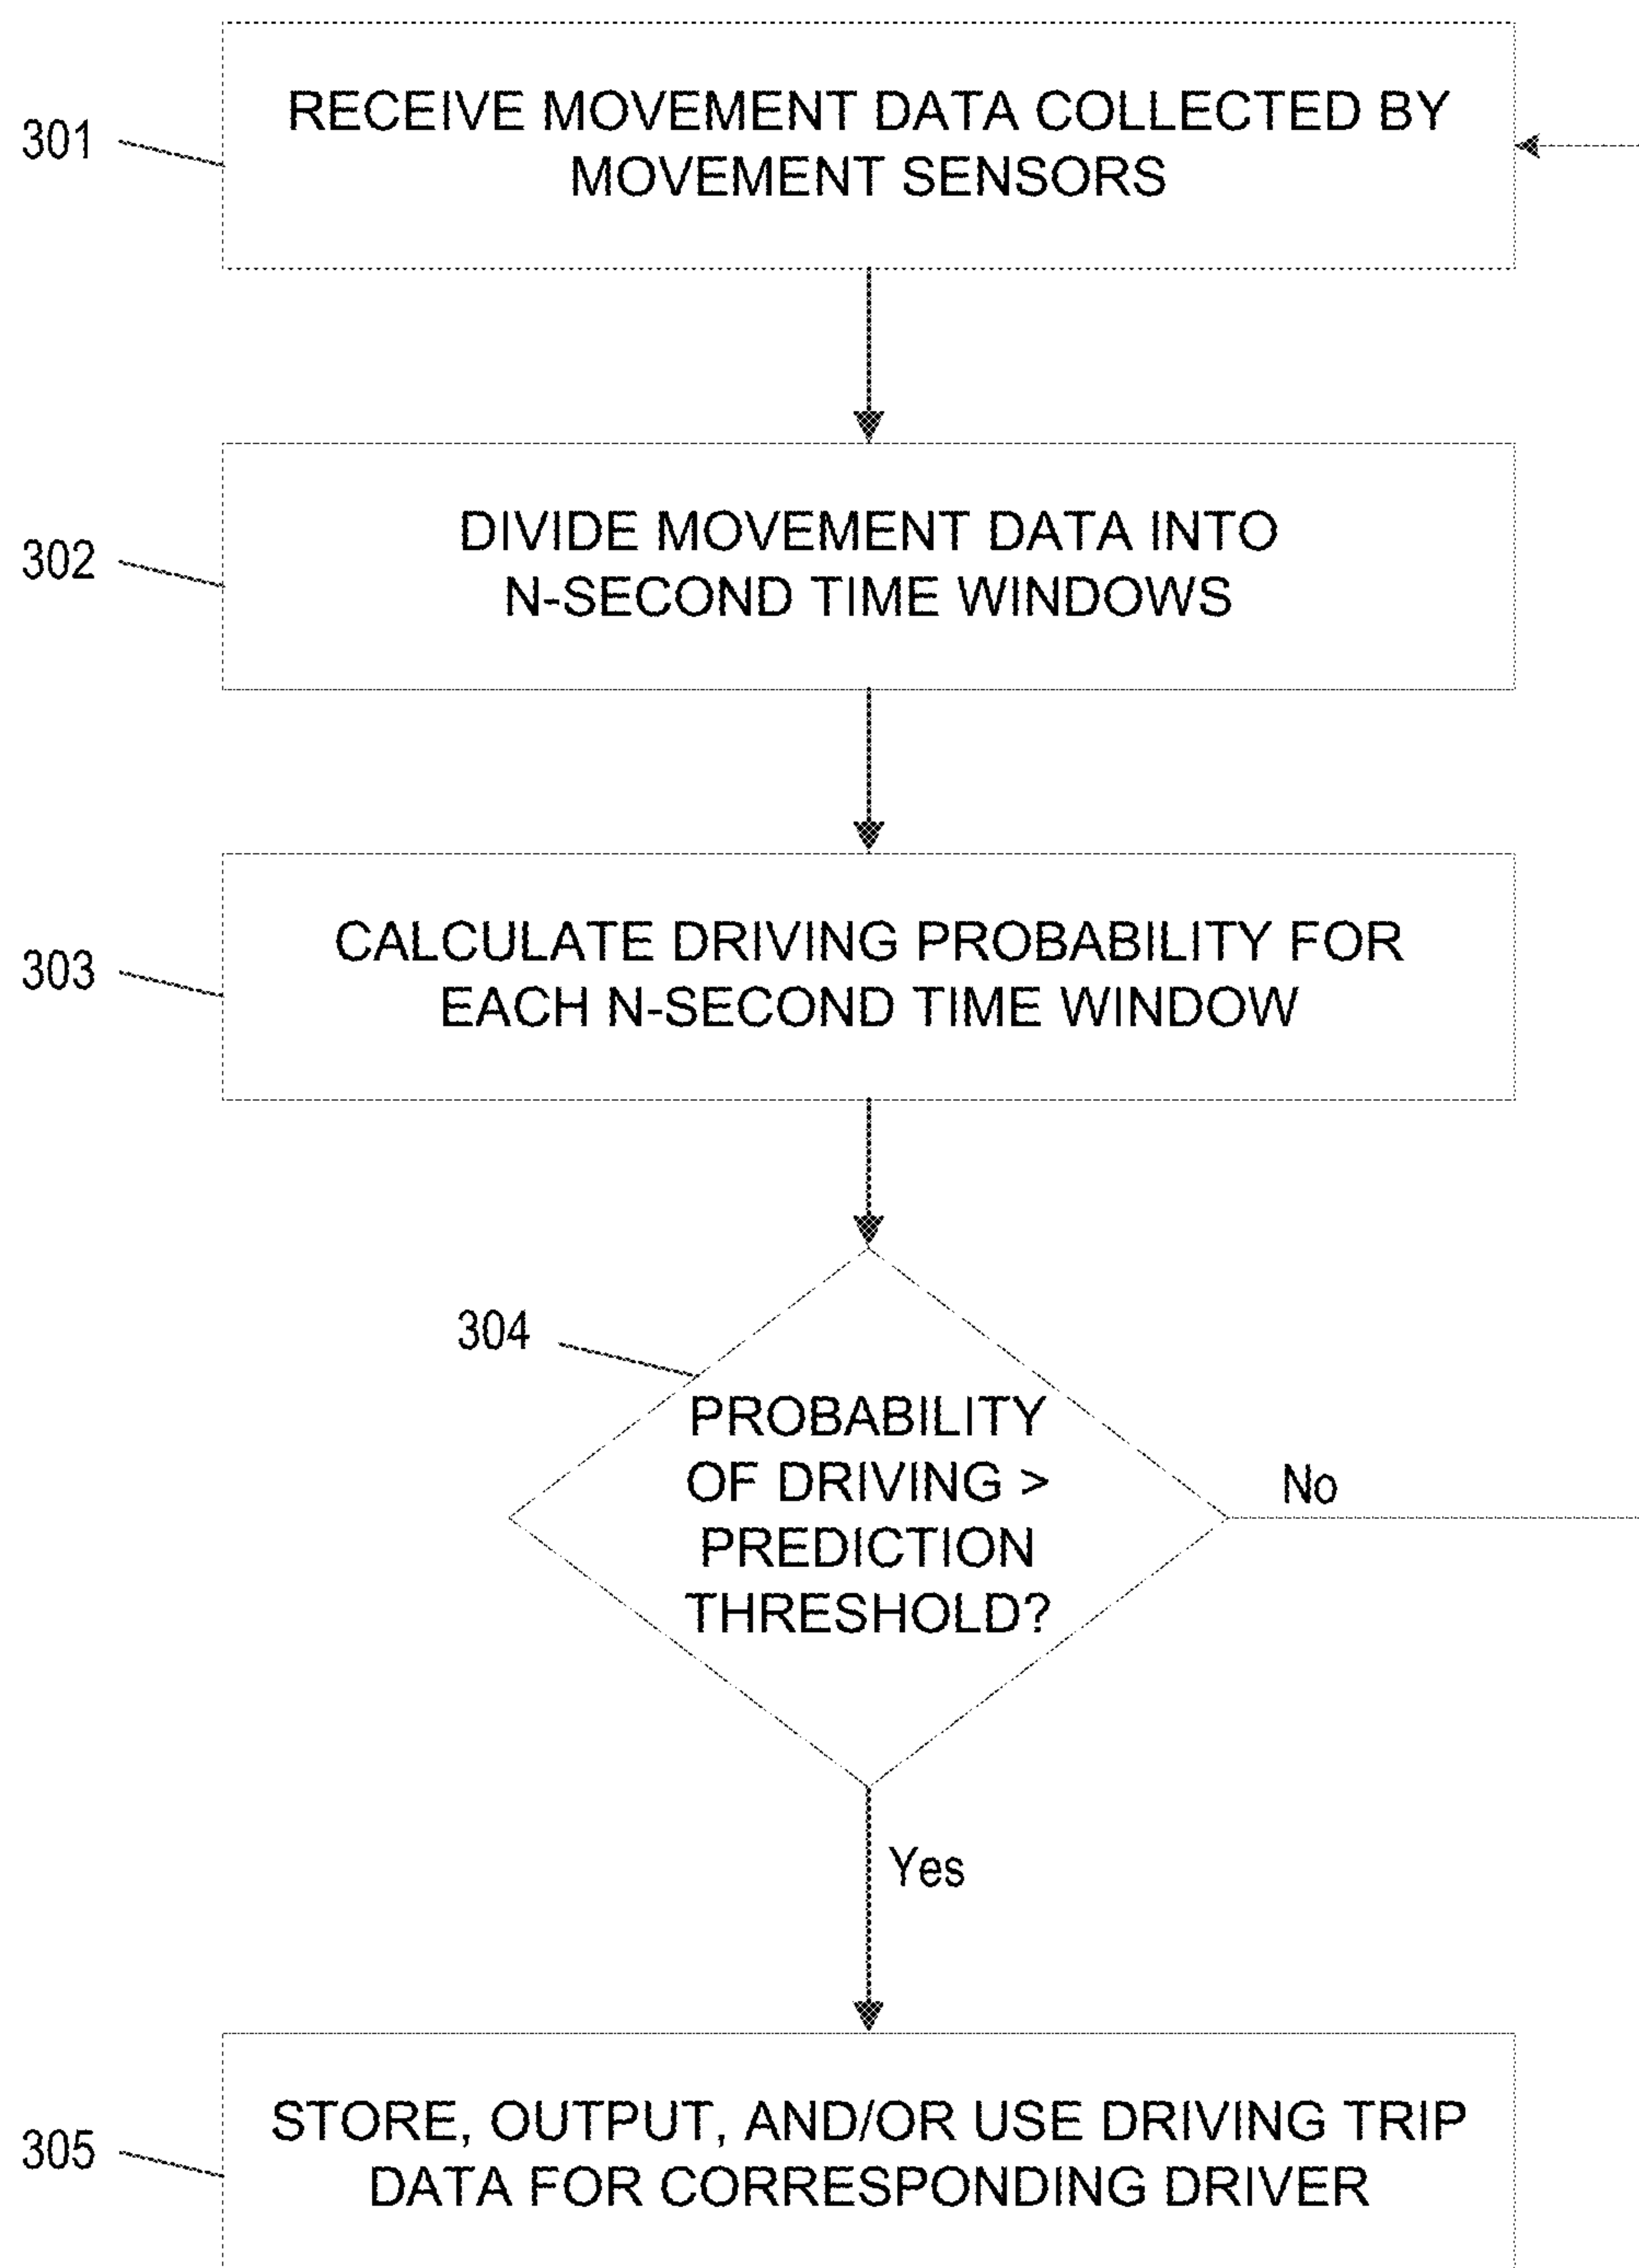 301
RECEIVE MOVEMENT DATA COLLECTED BY
MOVEMENT SENSORS
302
DIVIDE MOVEMENT DATA INTO
N-SECOND TIME WINDOWS
303
CALCULATE DRIVING PROBABILITY FOR
EACH N-SECOND TIME WINDOW
304
PROBABILITY
OF DRIVING >
PREDICTION
THRESHOLD?
No
Yes
305
STORE, OUTPUT, AND/OR USE DRIVING TRIP
DATA FOR CORRESPONDING DRIVER